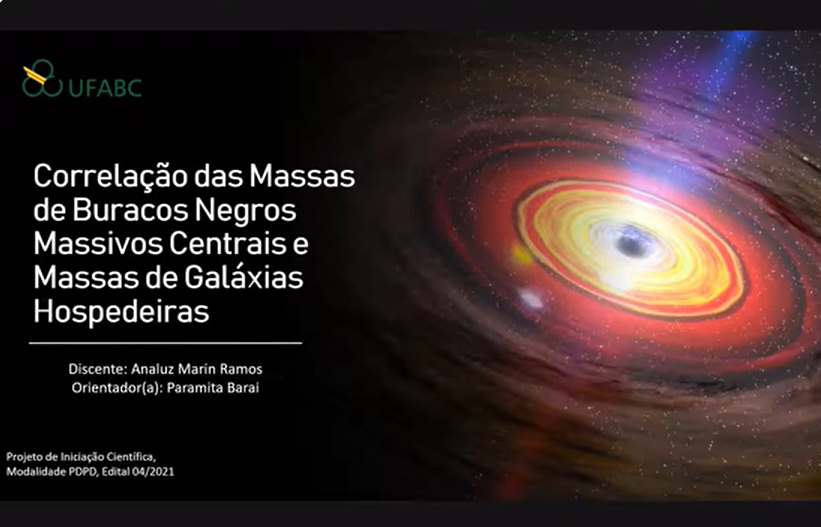 UFABC
Correlação das Massas
de Buracos Negros
Massivos Centrais e
Massas de Galáxias
Hospedeiras
Discente: Analuz Marin Ramos
Orientador(a): Paramita Barai
Projeto de Iniciação Científica,
Modalidade PDPD, Edital 04/2021